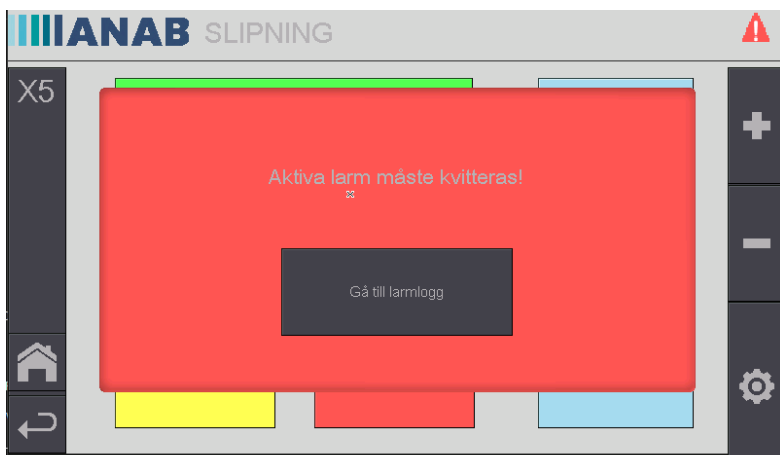 ANAB SLIPNING
X5
Aktiva larm måste kvitteras!
Gå till larmlogg